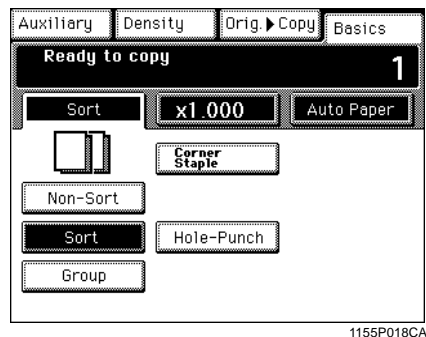 Auxiliary Density Orig.▶Copy Basics
Ready to copy
1
Sort x1.000 Auto Paper
Corner
Staple
Non-Sort
Sort Hole-Punch
Group
1155P018CA